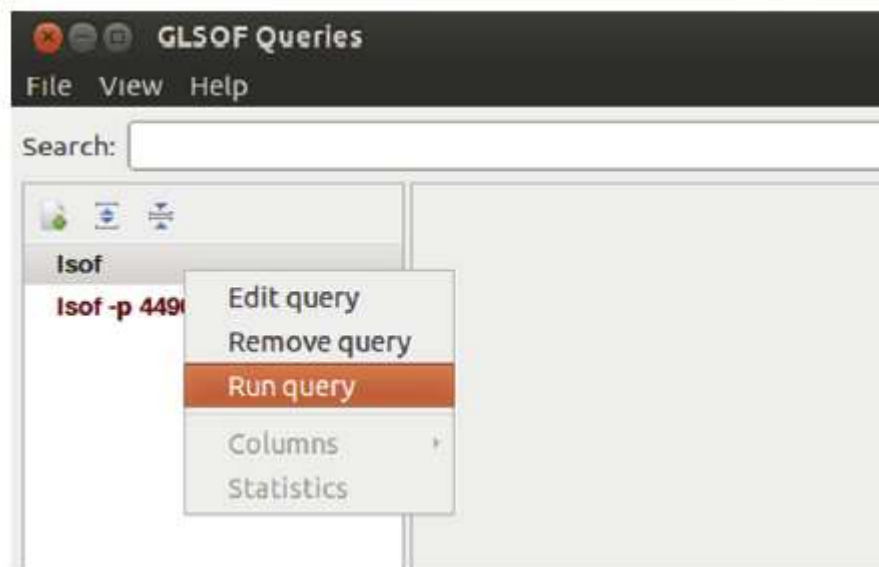 GLSOF Queries
File View Help
Search:
lsof
lsof -p 449
Edit query
Remove query
Run query
Columns
Statistics